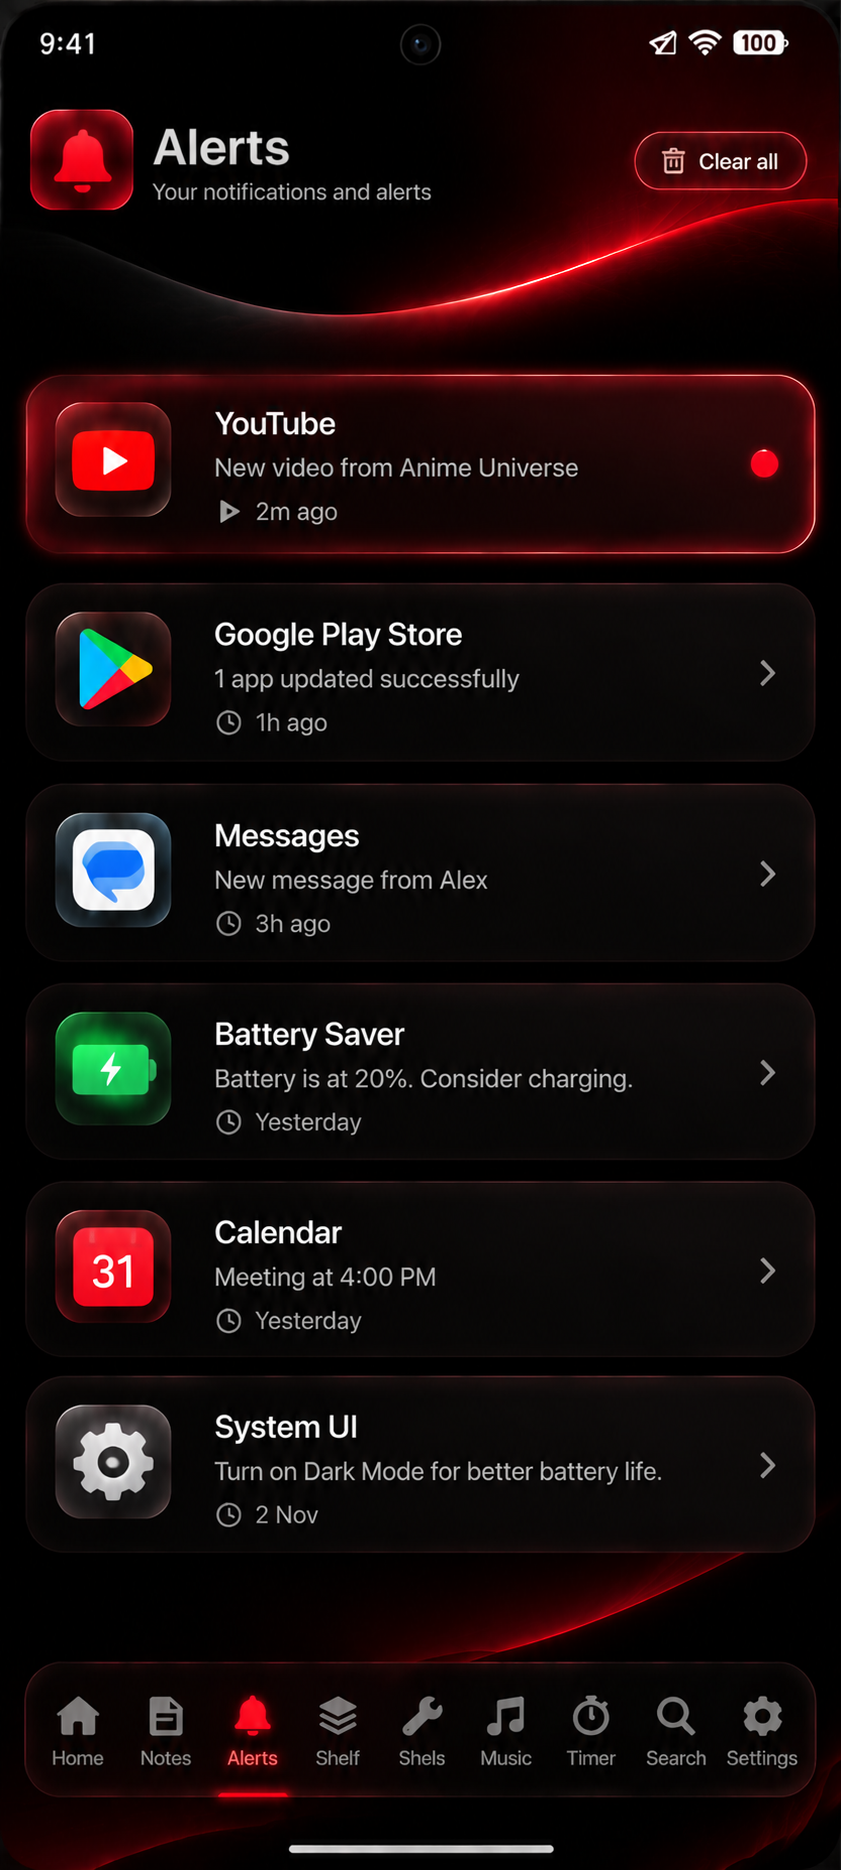 9:41
100
Alerts
Your notifications and alerts
Clear all
YouTube
New video from Anime Universe
2m ago
Google Play Store
1 app updated successfully
1h ago
Messages
New message from Alex
3h ago
Battery Saver
Battery is at 20%. Consider charging.
Yesterday
31
Calendar
Meeting at 4:00 PM
Yesterday
System UI
Turn on Dark Mode for better battery life.
2 Nov
Home Notes Alerts Shelf Shels Music Timer Search Settings